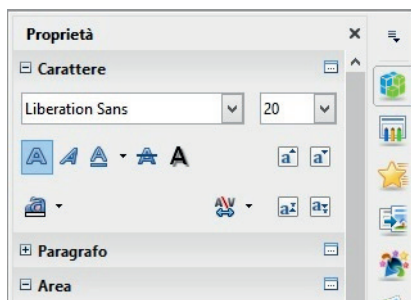 Proprietà
Carattere
Liberation Sans 20
Paragrafo
Area